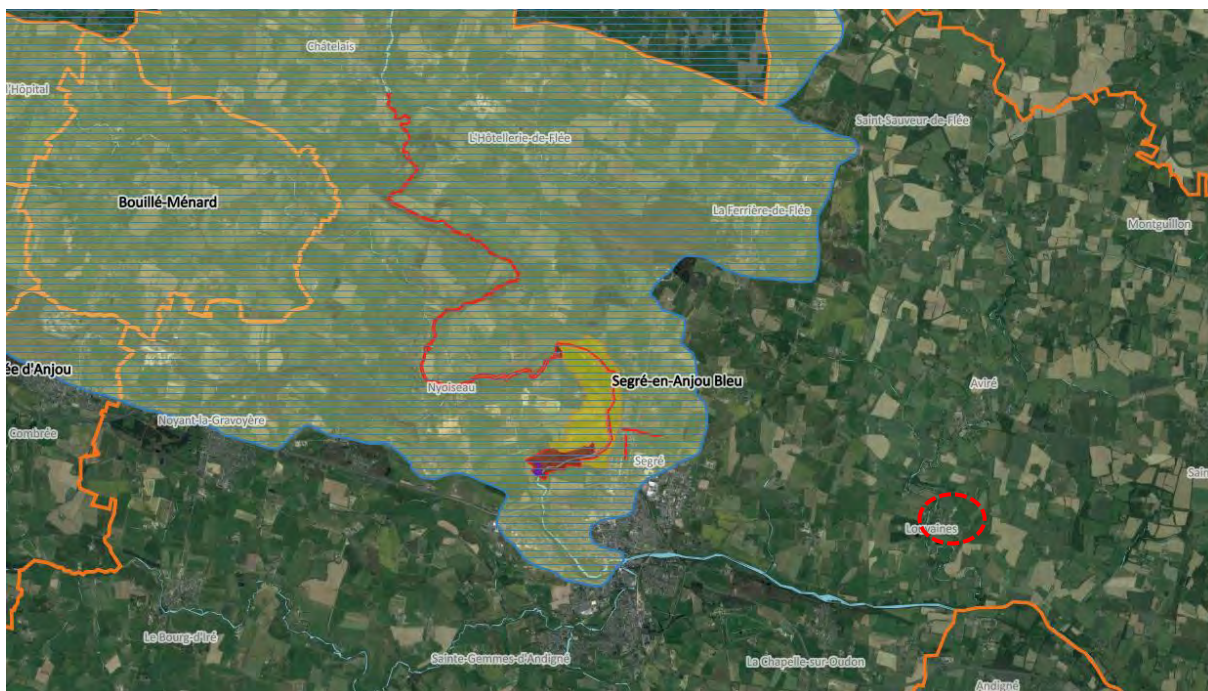 Châtelais
l'Hôpital
L'Hôtellerie-de-Flée
Saint-Sauveur-de-Flée
Bouillé-Ménard
La Ferrière-de-Flée
Montguillon
ée d'Anjou
Nyoiseau
Segré-en-Anjou Bleu
Aviré
Noyant-la-Gravoyère
Combrée
Segré
Sain
Louvaines
Le Bourg-d'Iré
Sainte-Gemmes-d'Andigné
La Chapelle-sur-Oudon
Andigné